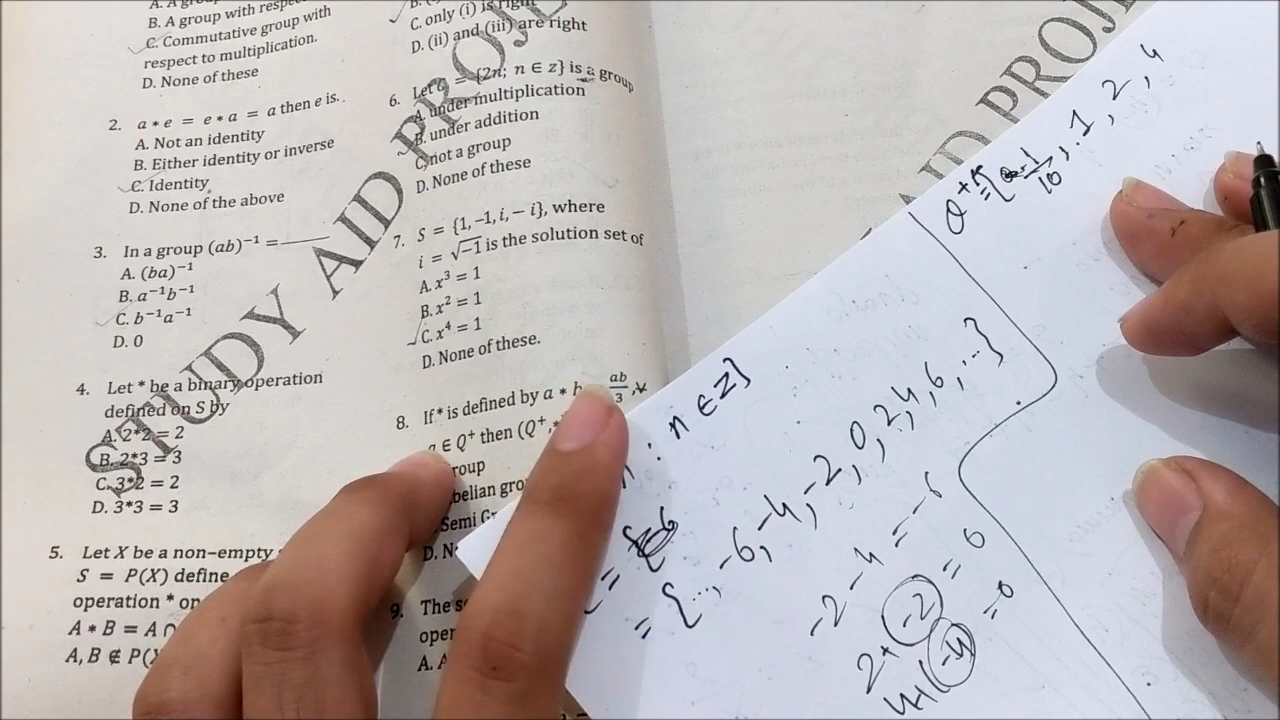 B. A group with respe
C. Commutative group with
respect to multiplication.
D. None of these
2. a * e = e * a = a then e is.
A. Not an identity
B. Either identity or inverse
C. Identity
D. None of the above
3. In a group (ab)⁻¹ = ____
A. (ba)⁻¹
B. a⁻¹b⁻¹
C. b⁻¹a⁻¹
D. 0
4. Let * be a binary operation
defined on S by
A. 2*2 = 2
B. 2*3 = 3
C. 3*2 = 2
D. 3*3 = 3
5. Let X be a non-empty
S = P(X) define
operation * on
A * B = A ∩
A, B ∉ P(X
C. only (i) is right
D. (ii) and (iii) are right
6. Let = {2n; n ∈ z} is a group
A. under multiplication
B. under addition
C. not a group
D. None of these
7. S = {1, −1, i, − i}, where
i = √−1 is the solution set of
A. x³ = 1
B. x² = 1
C. x⁴ = 1
D. None of these.
8. If * is defined by a * b ab/3, ∀
∈ Q⁺ then (Q⁺,
roup
belian gro
Semi Gr
D. N
9. The s
oper
A. A
STUDY AID PROJE
AID PROJ
: n ∈ Z}
= {..., -6, -4, -2, 0, 2, 4, 6, ...}
-2 - 4 = - 6
2+ -2 =
-4 = 0
10, .1, 2, 4